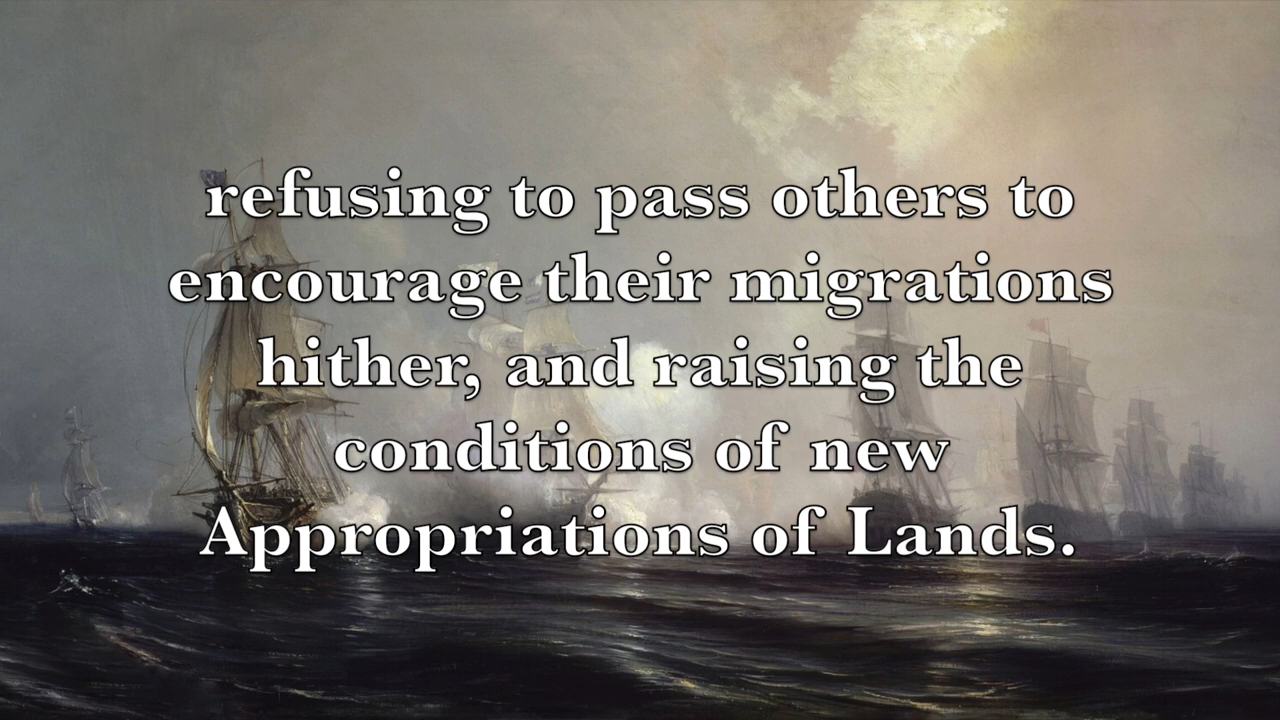 refusing to pass others to
encourage their migrations
hither, and raising the
conditions of new
Appropriations of Lands.